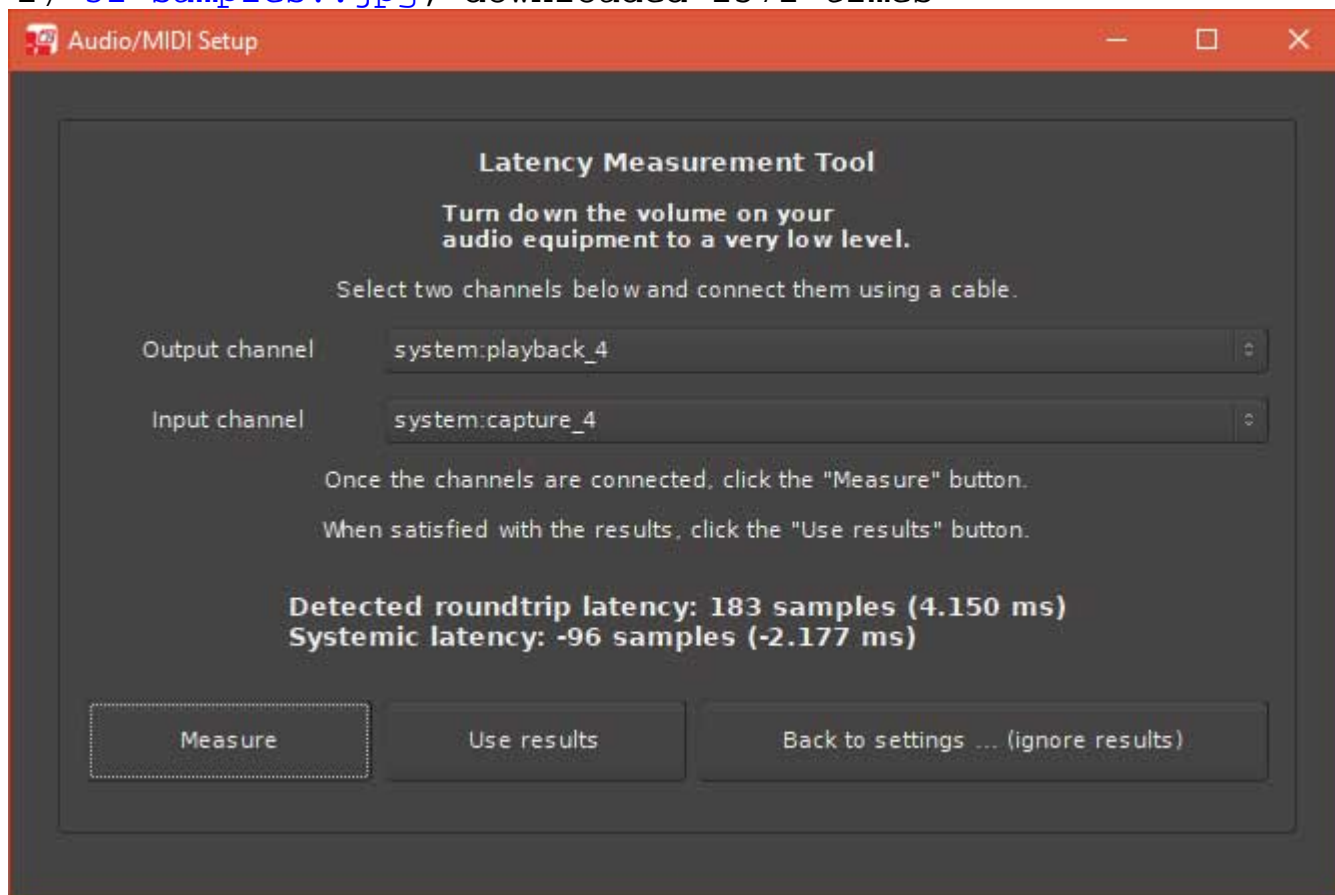 Audio/MIDI Setup
Latency Measurement Tool
Turn down the volume on your
audio equipment to a very low level.
Select two channels below and connect them using a cable.
Output channel system:playback_4
Input channel system:capture_4
Once the channels are connected, click the "Measure" button.
When satisfied with the results, click the "Use results" button.
Detected roundtrip latency: 183 samples (4.150 ms)
Systemic latency: -96 samples (-2.177 ms)
Measure Use results Back to settings ... (ignore results)